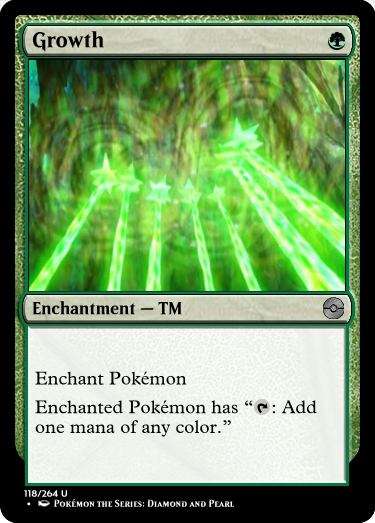 Growth
Enchantment — TM
Enchant Pokémon
Enchanted Pokémon has “: Add
one mana of any color.”
118/264 U
• Pokémon the Series: Diamond and Pearl